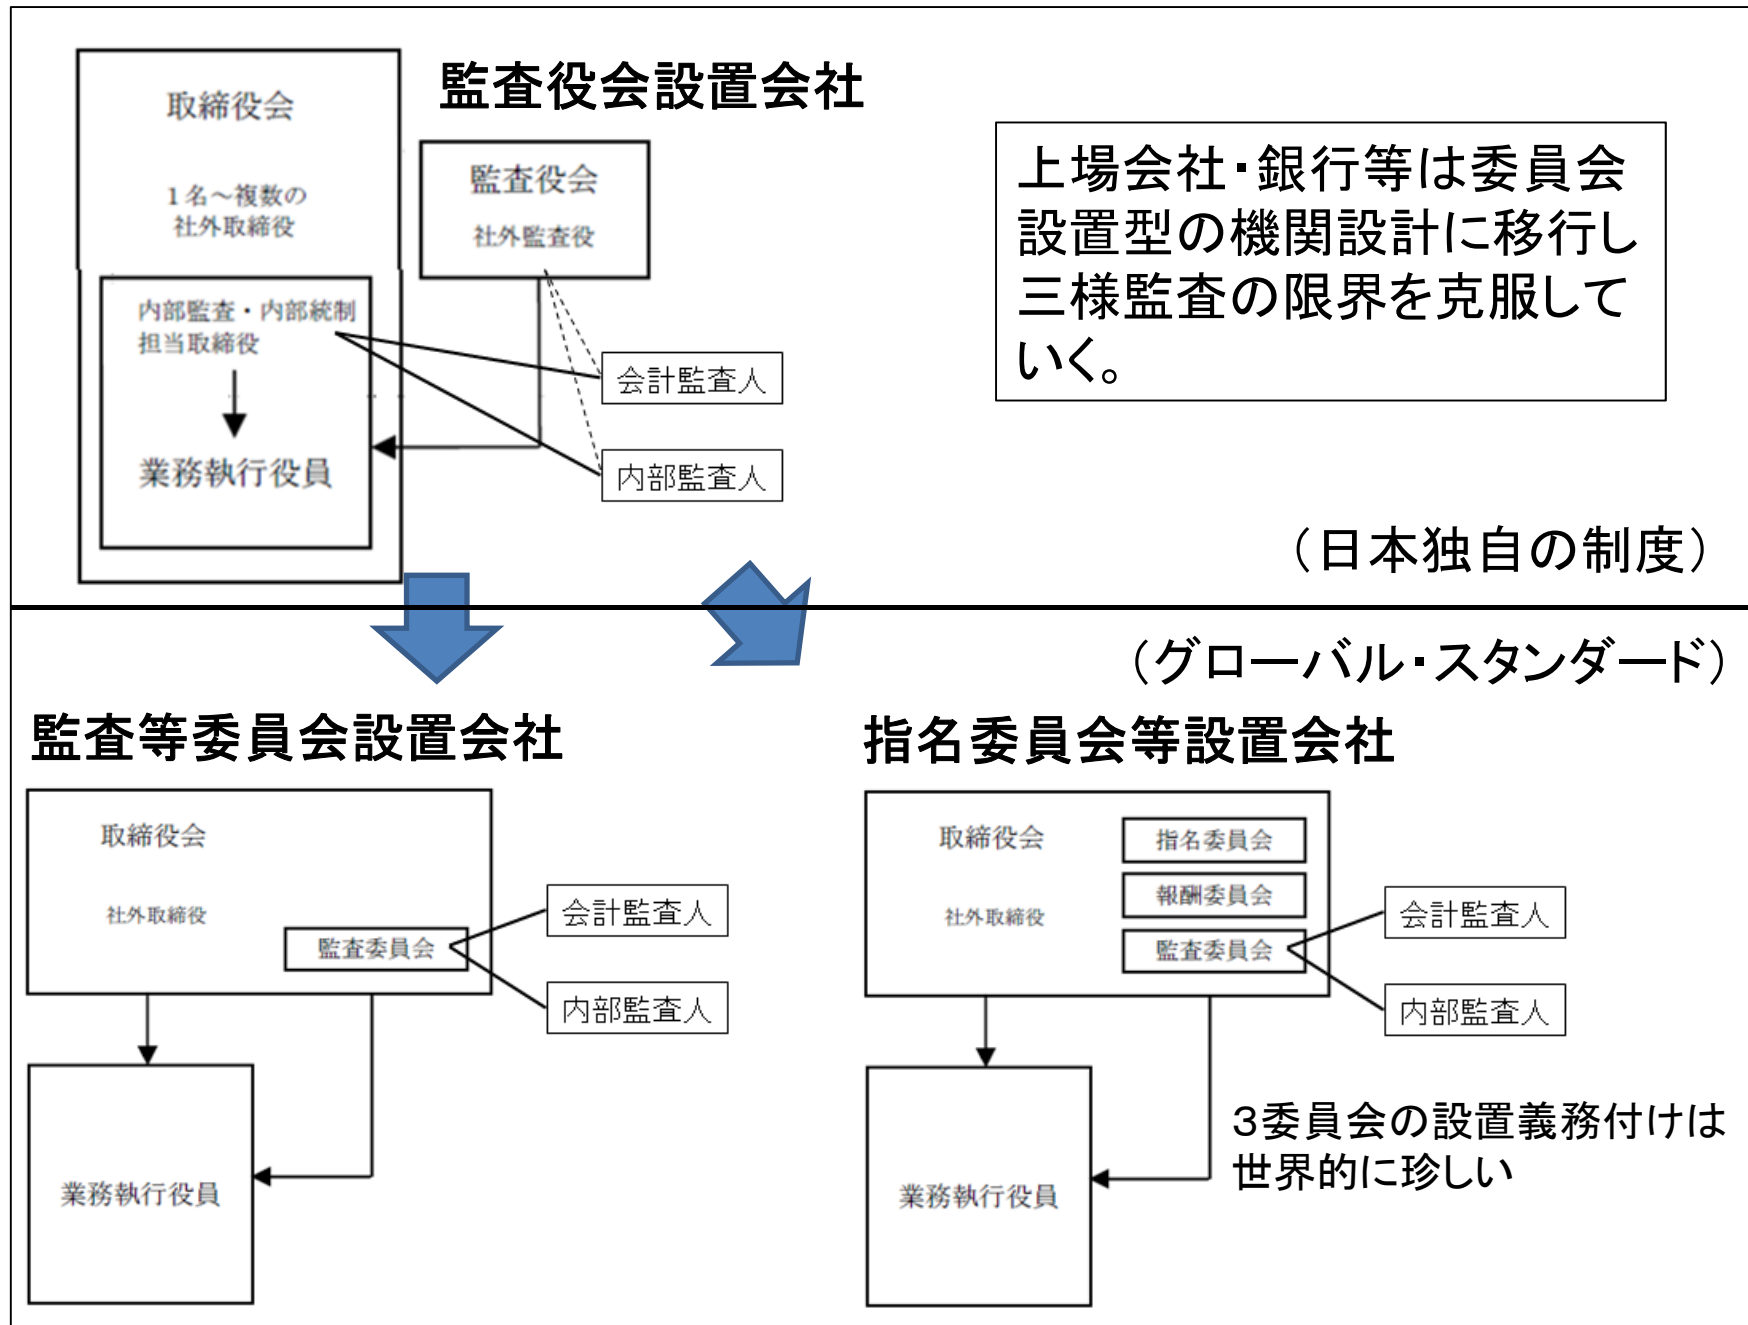 監査役会設置会社
取締役会
1名～複数の
社外取締役
監査役会
社外監査役
内部監査・内部統制
担当取締役
業務執行役員
会計監査人
内部監査人
上場会社・銀行等は委員会
設置型の機関設計に移行し
三様監査の限界を克服して
いく。
（日本独自の制度）
（グローバル・スタンダード）
監査等委員会設置会社
取締役会
社外取締役
監査委員会
会計監査人
内部監査人
業務執行役員
指名委員会等設置会社
取締役会
社外取締役
指名委員会
報酬委員会
監査委員会
会計監査人
内部監査人
業務執行役員
３委員会の設置義務付けは
世界的に珍しい